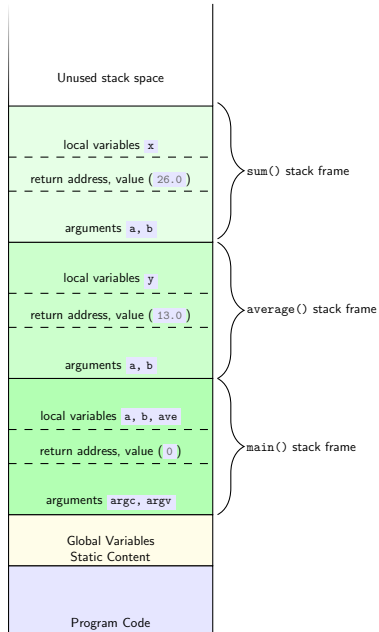 Unused stack space
local variables x
return address, value ( 26.0 )
arguments a, b
sum() stack frame
local variables y
return address, value ( 13.0 )
arguments a, b
average() stack frame
local variables a, b, ave
return address, value ( 0 )
arguments argc, argv
main() stack frame
Global Variables
Static Content
Program Code